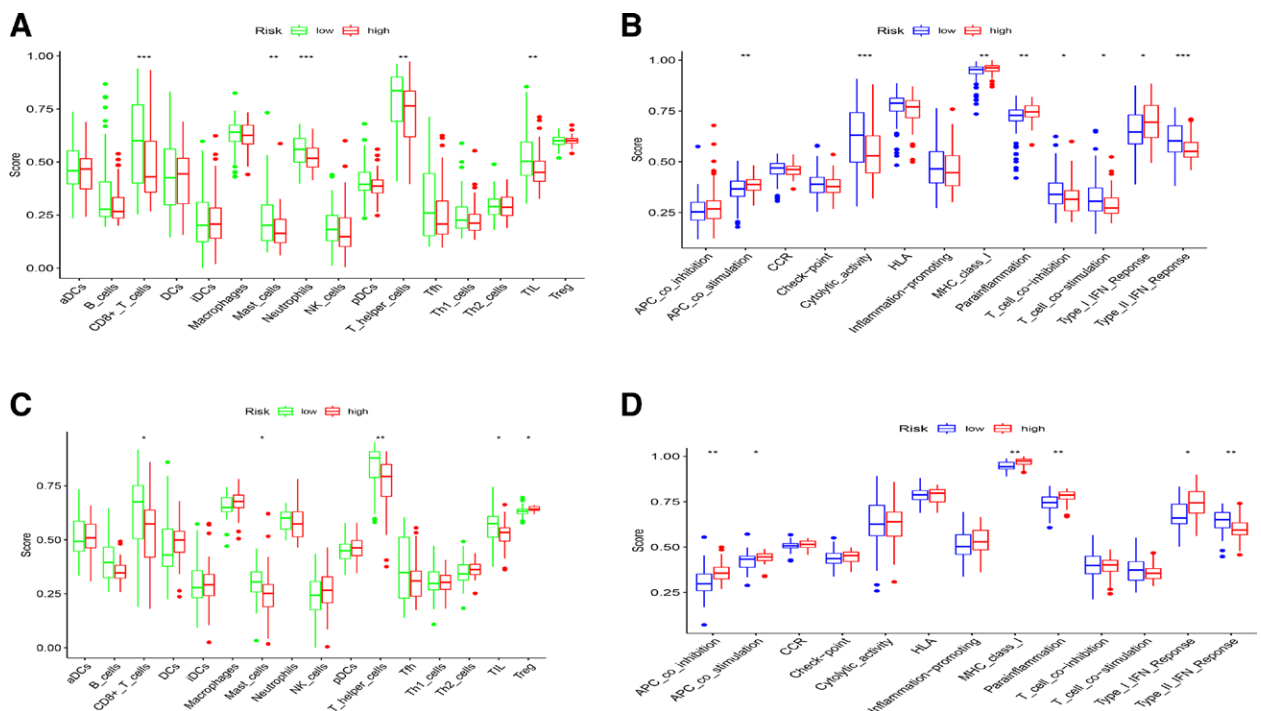 A
Risk low high
*** ** *** ** **
1.00
0.75
0.50
0.25
0.00
Score
aDCs
B_cells
CD8+_T_cells
DCs
iDCs
Macrophages
Mast_cells
Neutrophils
NK_cells
pDCs
T_helper_cells
Tfh
Th1_cells
Th2_cells
TIL
Treg
B
Risk low high
** *** ** ** * * * ***
1.00
0.75
0.50
0.25
Score
APC_co_inhibition
APC_co_stimulation
CCR
Check-point
Cytolytic_activity
HLA
Inflammation-promoting
MHC_class_I
Parainflammation
T_cell_co-inhibition
T_cell_co-stimulation
Type_I_IFN_Reponse
Type_II_IFN_Reponse
C
Risk low high
* * ** * *
0.75
0.50
0.25
0.00
Score
aDCs
B_cells
CD8+_T_cells
DCs
iDCs
Macrophages
Mast_cells
Neutrophils
NK_cells
pDCs
T_helper_cells
Tfh
Th1_cells
Th2_cells
TIL
Treg
D
Risk low high
** * ** ** * **
1.00
0.75
0.50
0.25
Score
APC_co_inhibition
APC_co_stimulation
CCR
Check-point
Cytolytic_activity
HLA
Inflammation-promoting
MHC_class_I
Parainflammation
T_cell_co-inhibition
T_cell_co-stimulation
Type_I_IFN_Reponse
Type_II_IFN_Reponse